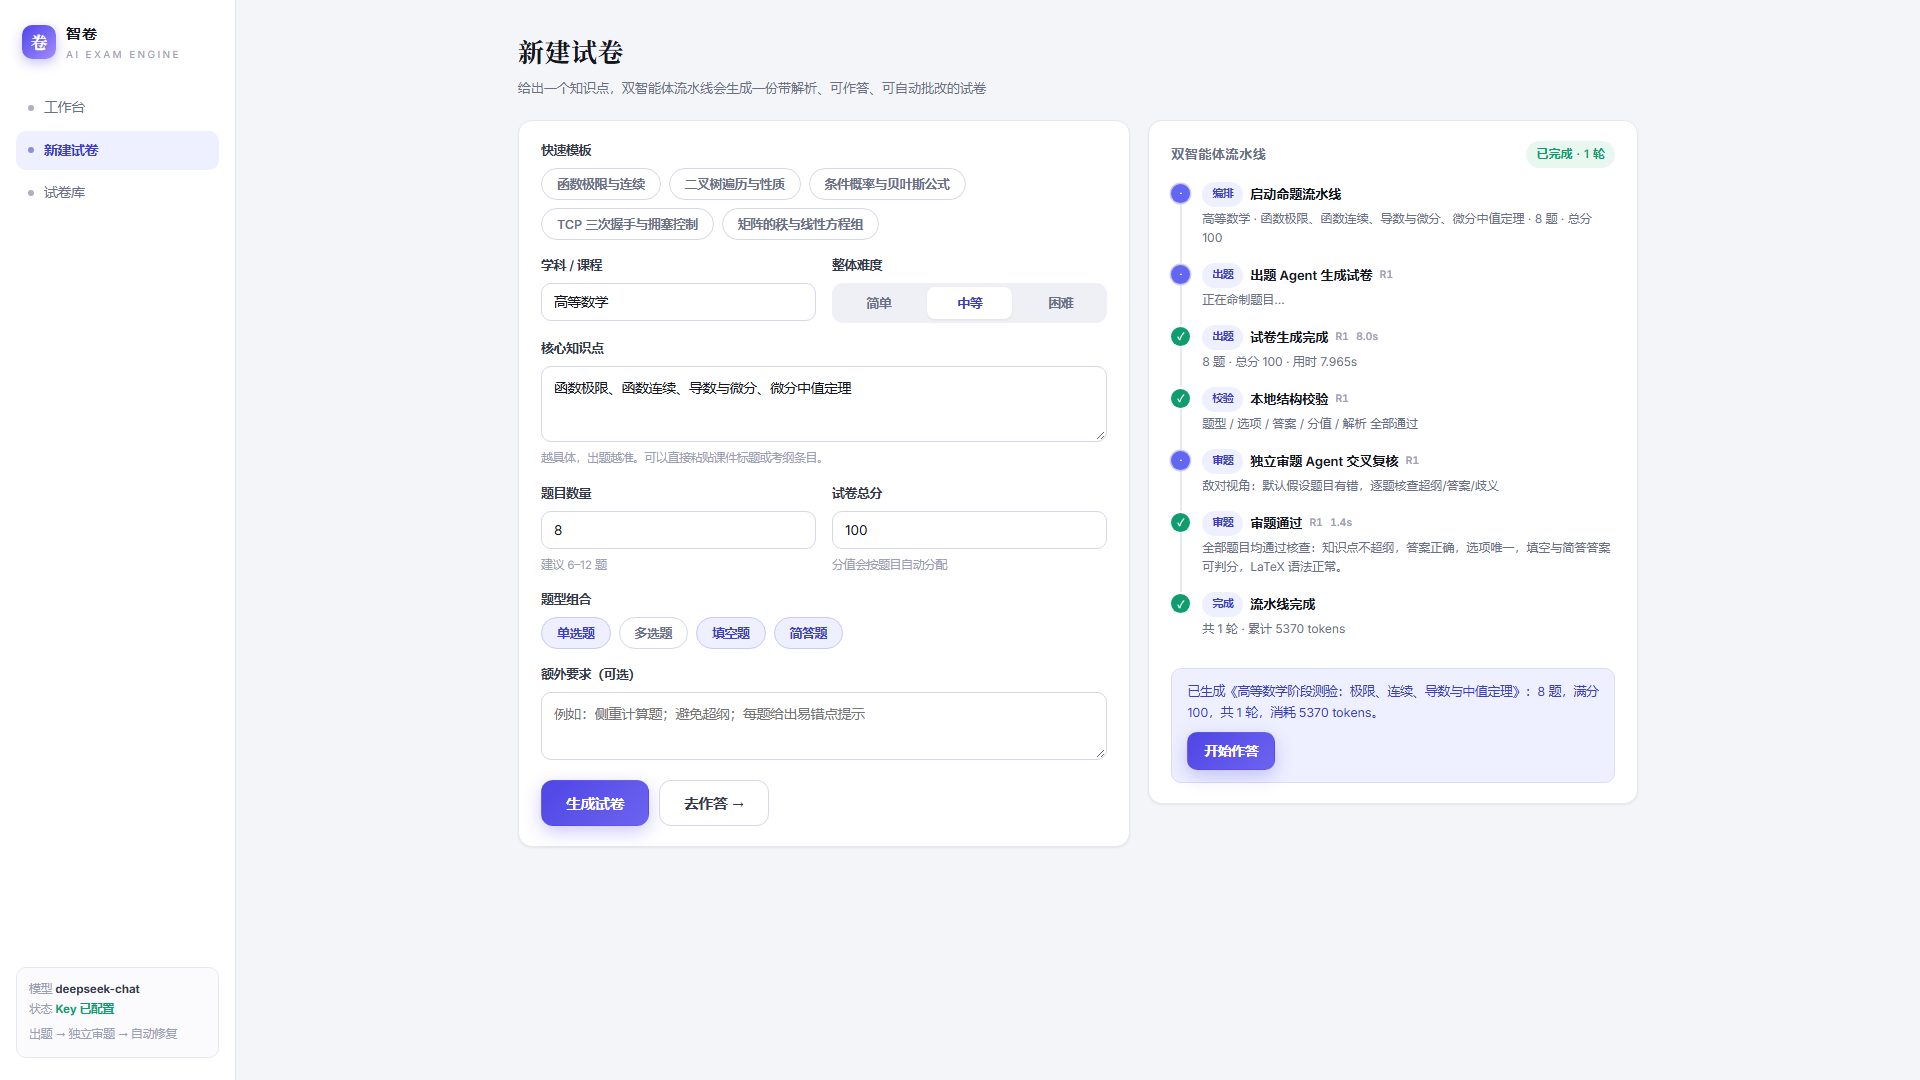 卷
智卷
AI EXAM ENGINE
工作台
新建试卷
试卷库
模型 deepseek-chat
状态 Key 已配置
出题 → 独立审题 → 自动修复
新建试卷
给出一个知识点，双智能体流水线会生成一份带解析、可作答、可自动批改的试卷
快速模板
函数极限与连续
二叉树遍历与性质
条件概率与贝叶斯公式
TCP 三次握手与拥塞控制
矩阵的秩与线性方程组
学科 / 课程
高等数学
整体难度
简单
中等
困难
核心知识点
函数极限、函数连续、导数与微分、微分中值定理
越具体，出题越准。可以直接粘贴课件标题或考纲条目。
题目数量
8
建议 6–12 题
试卷总分
100
分值会按题目自动分配
题型组合
单选题
多选题
填空题
简答题
额外要求（可选）
例如：侧重计算题；避免超纲；每题给出易错点提示
生成试卷
去作答 →
双智能体流水线
已完成 · 1 轮
编排 启动命题流水线
高等数学 · 函数极限、函数连续、导数与微分、微分中值定理 · 8 题 · 总分
100
出题 出题 Agent 生成试卷 R1
正在命制题目…
出题 试卷生成完成 R1 8.0s
8 题 · 总分 100 · 用时 7.965s
校验 本地结构校验 R1
题型 / 选项 / 答案 / 分值 / 解析 全部通过
审题 独立审题 Agent 交叉复核 R1
敌对视角：默认假设题目有错，逐题核查超纲/答案/歧义
审题 审题通过 R1 1.4s
全部题目均通过核查：知识点不超纲，答案正确，选项唯一，填空与简答答案
可判分，LaTeX 语法正常。
完成 流水线完成
共 1 轮 · 累计 5370 tokens
已生成《高等数学阶段测验：极限、连续、导数与中值定理》：8 题，满分
100，共 1 轮，消耗 5370 tokens。
开始作答